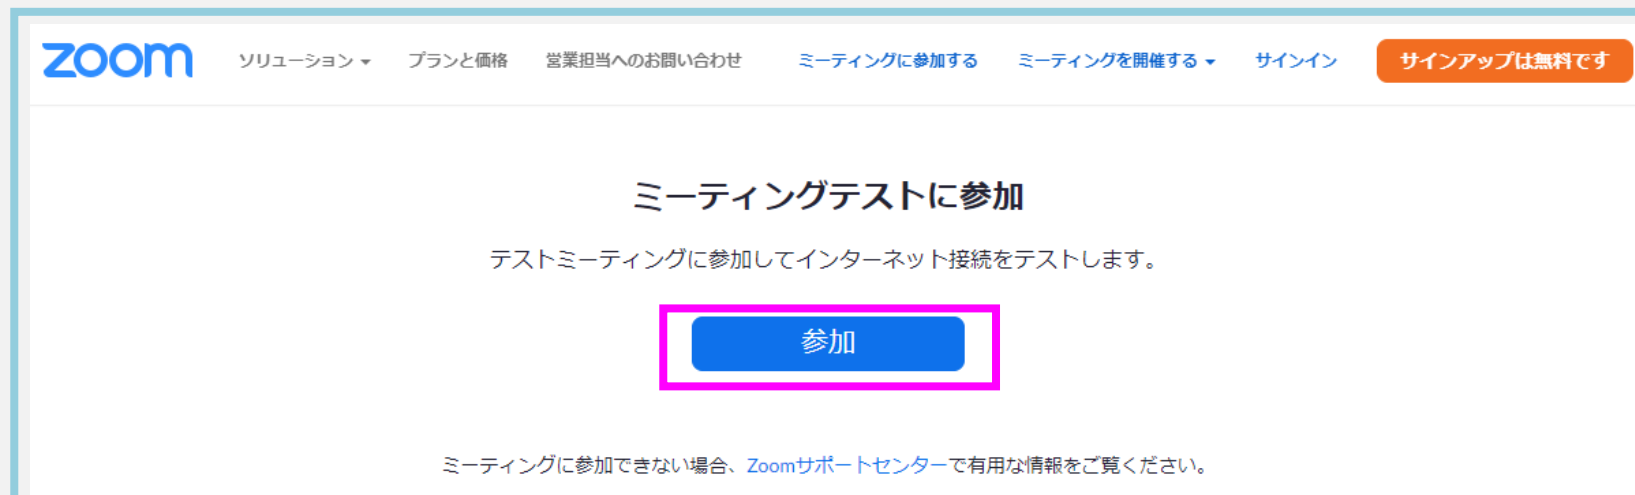 zoom ソリューション プランと価格 営業担当へのお問い合わせ ミーティングに参加する ミーティングを開催する サインイン サインアップは無料です
ミーティングテストに参加
テストミーティングに参加してインターネット接続をテストします。
参加
ミーティングに参加できない場合、Zoomサポートセンターで有用な情報をご覧ください。